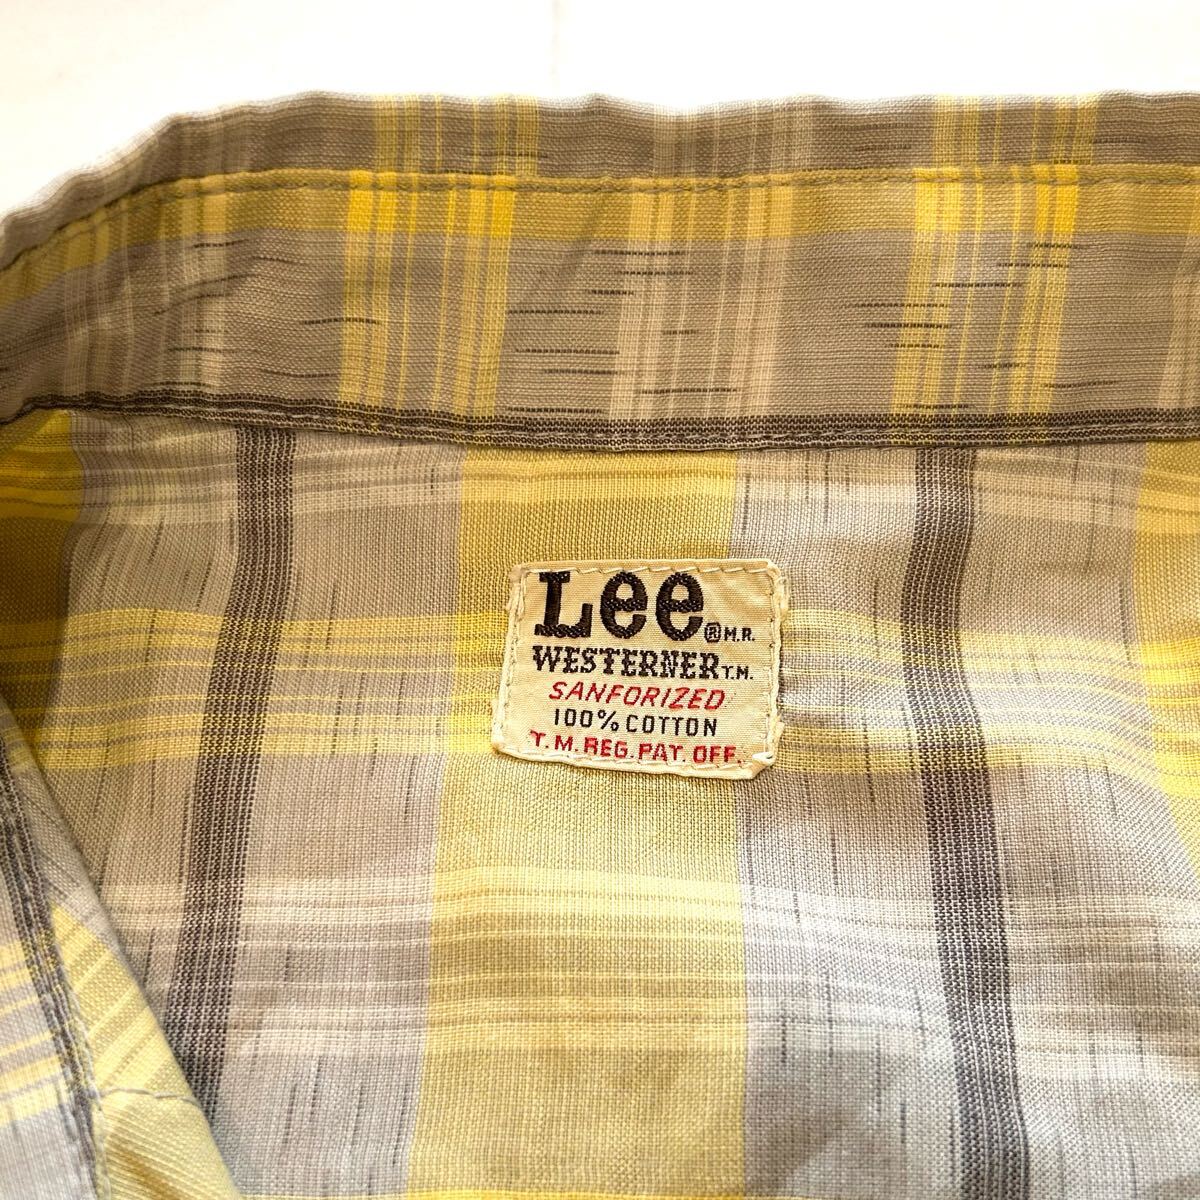 Lee ® M.R.
WESTERNER T.M.
SANFORIZED
100% COTTON
T.M. REG. PAT. OFF.